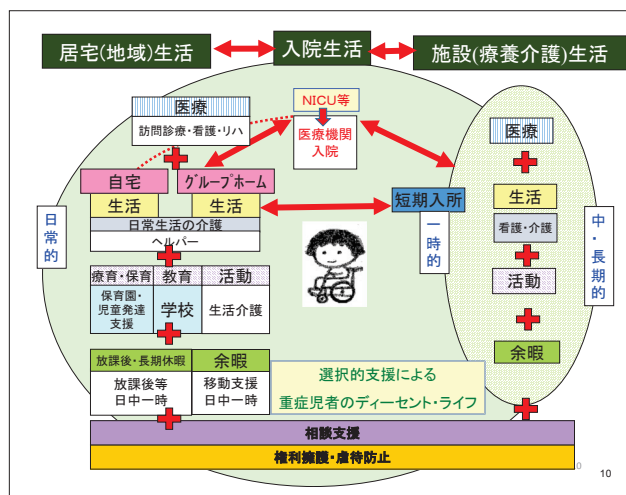 居宅(地域)生活
入院生活
施設(療養介護)生活
医療
訪問診療・看護・リハ
NICU等
医療機関
入院
自宅
グループホーム
生活
生活
日常生活の介護
ヘルパー
日常的
療育・保育
教育
活動
保育園・
児童発達
支援
学校
生活介護
放課後・長期休暇
余暇
放課後等
日中一時
移動支援
日中一時
短期入所
一時的
医療
生活
看護・介護
活動
余暇
中・長期的
選択的支援による
重症児者のディーセント・ライフ
相談支援
権利擁護・虐待防止
10